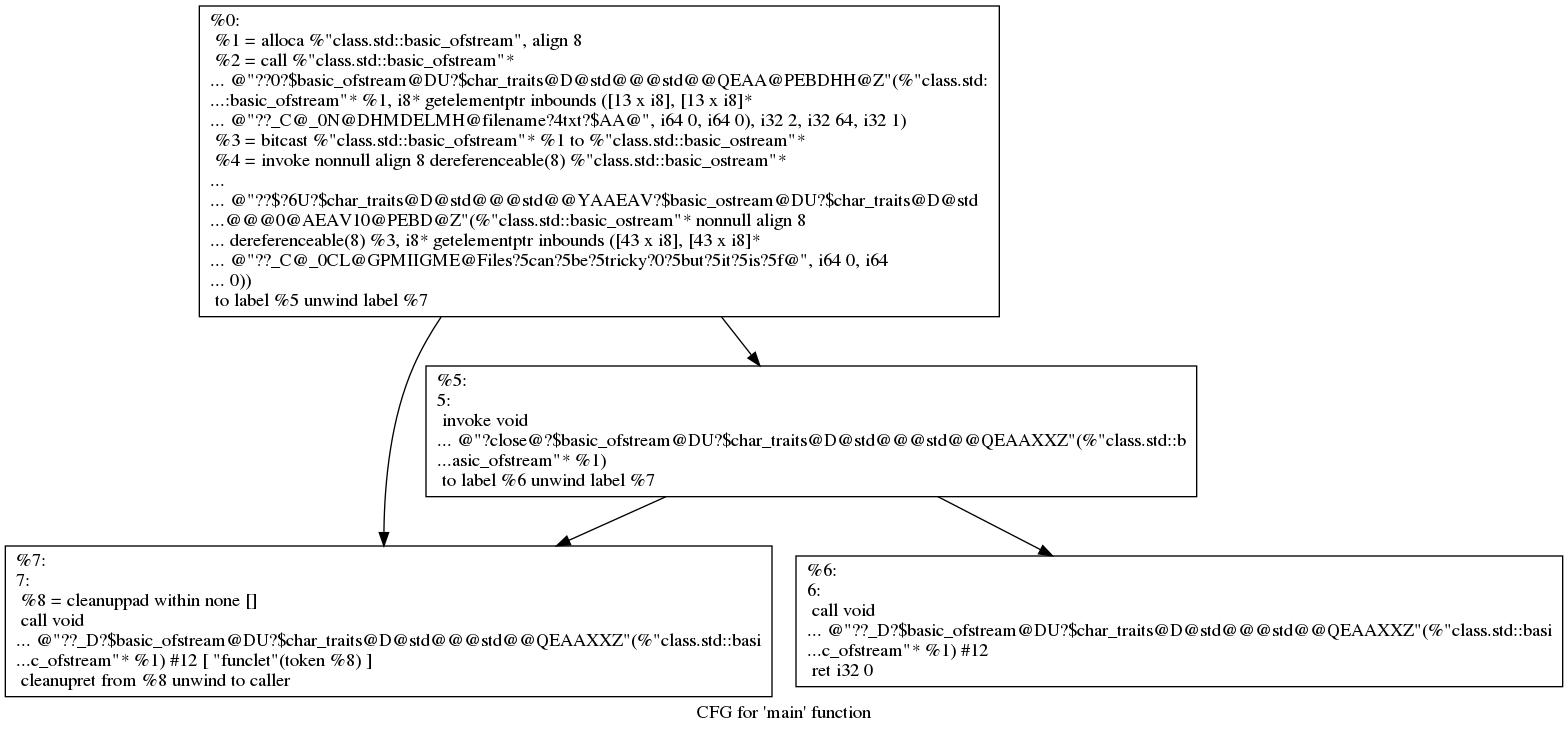 %0:
%1 = alloca %"class.std::basic_ofstream", align 8
%2 = call %"class.std::basic_ofstream"*
... @"??0?$basic_ofstream@DU?$char_traits@D@std@@@std@@QEAA@PEBDHH@Z"(%"class.std:
...:basic_ofstream"* %1, i8* getelementptr inbounds ([13 x i8], [13 x i8]*
... @"??_C@_0N@DHMDELMH@filename?4txt?$AA@", i64 0, i64 0), i32 2, i32 64, i32 1)
%3 = bitcast %"class.std::basic_ofstream"* %1 to %"class.std::basic_ostream"*
%4 = invoke nonnull align 8 dereferenceable(8) %"class.std::basic_ostream"*
...
... @"??$?6U?$char_traits@D@std@@@std@@YAAEAV?$basic_ostream@DU?$char_traits@D@std
...@@@0@AEAV10@PEBD@Z"(%"class.std::basic_ostream"* nonnull align 8
... dereferenceable(8) %3, i8* getelementptr inbounds ([43 x i8], [43 x i8]*
... @"??_C@_0CL@GPMIIGME@Files?5can?5be?5tricky?0?5but?5it?5is?5f@", i64 0, i64
... 0))
to label %5 unwind label %7
%5:
5:
invoke void
... @"?close@?$basic_ofstream@DU?$char_traits@D@std@@@std@@QEAAXXZ"(%"class.std::b
...asic_ofstream"* %1)
to label %6 unwind label %7
%7:
7:
%8 = cleanuppad within none []
call void
... @"??_D?$basic_ofstream@DU?$char_traits@D@std@@@std@@QEAAXXZ"(%"class.std::basi
...c_ofstream"* %1) #12 [ "funclet"(token %8) ]
cleanupret from %8 unwind to caller
%6:
6:
call void
... @"??_D?$basic_ofstream@DU?$char_traits@D@std@@@std@@QEAAXXZ"(%"class.std::basi
...c_ofstream"* %1) #12
ret i32 0
CFG for 'main' function